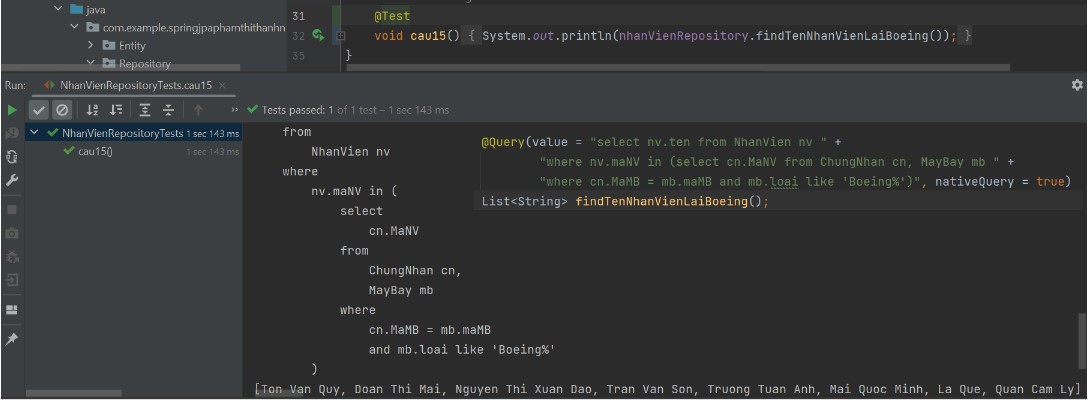 java
com.example.springjpaphamthithanhn
Entity
Repository
31 @Test
32 void cau15() { System.out.println(nhanVienRepository.findTenNhanVienLaiBoeing()); }
35 }
Run: NhanVienRepositoryTests.cau15 ×
Tests passed: 1 of 1 test – 1 sec 143 ms
NhanVienRepositoryTests 1 sec 143 ms
cau15() 1 sec 143 ms
from
NhanVien nv
where
nv.maNV in (
select
cn.MaNV
from
ChungNhan cn,
MayBay mb
where
cn.MaMB = mb.maMB
and mb.loai like 'Boeing%'
)
@Query(value = "select nv.ten from NhanVien nv " +
"where nv.maNV in (select cn.MaNV from ChungNhan cn, MayBay mb " +
"where cn.MaMB = mb.maMB and mb.loai like 'Boeing%')", nativeQuery = true)
List<String> findTenNhanVienLaiBoeing();
[Ton Van Quy, Doan Thi Mai, Nguyen Thi Xuan Dao, Tran Van Son, Truong Tuan Anh, Mai Quoc Minh, La Que, Quan Cam Ly]